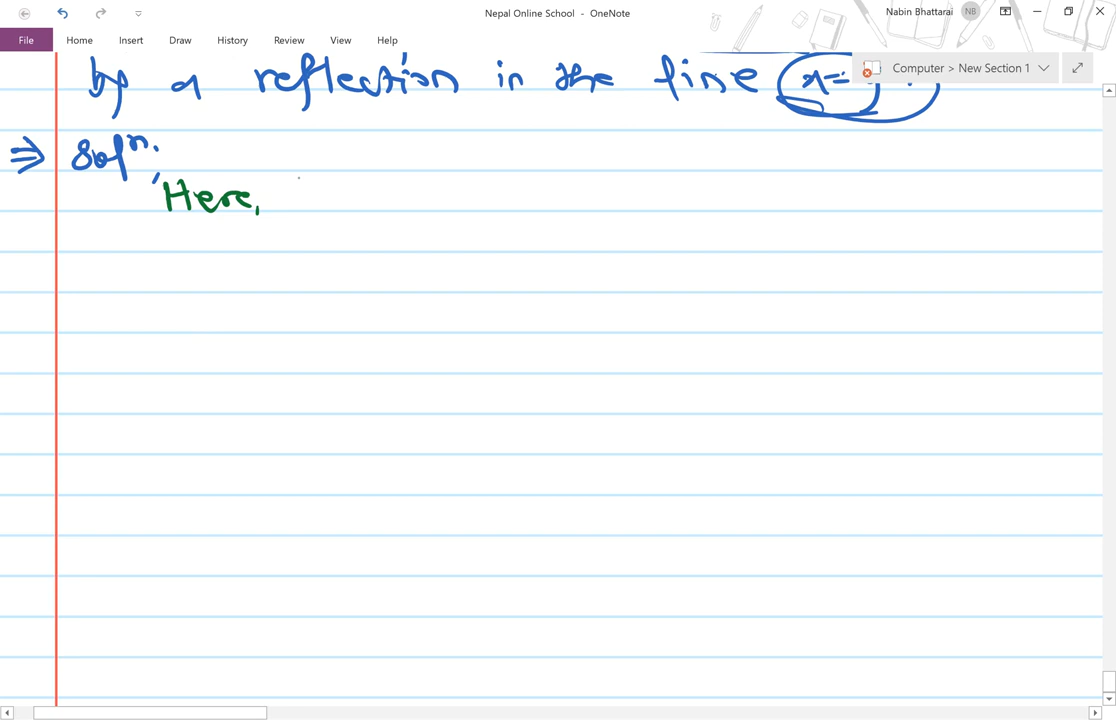 Nepal Online School - OneNote
Nabin Bhattarai NB
File Home Insert Draw History Review View Help
Computer > New Section 1
by a reflection in the line x=
⇒ Solⁿ.
Here,